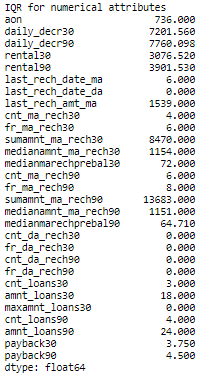 IQR for numerical attributes
aon 736.000
daily_decr30 7201.560
daily_decr90 7760.098
rental30 3076.520
rental90 3901.530
last_rech_date_ma 6.000
last_rech_date_da 0.000
last_rech_amt_ma 1539.000
cnt_ma_rech30 4.000
fr_ma_rech30 6.000
sumamnt_ma_rech30 8470.000
medianamnt_ma_rech30 1154.000
medianmarechprebal30 72.000
cnt_ma_rech90 6.000
fr_ma_rech90 8.000
sumamnt_ma_rech90 13683.000
medianamnt_ma_rech90 1151.000
medianmarechprebal90 64.710
cnt_da_rech30 0.000
fr_da_rech30 0.000
cnt_da_rech90 0.000
fr_da_rech90 0.000
cnt_loans30 3.000
amnt_loans30 18.000
maxamnt_loans30 0.000
cnt_loans90 4.000
amnt_loans90 24.000
payback30 3.750
payback90 4.500
dtype: float64